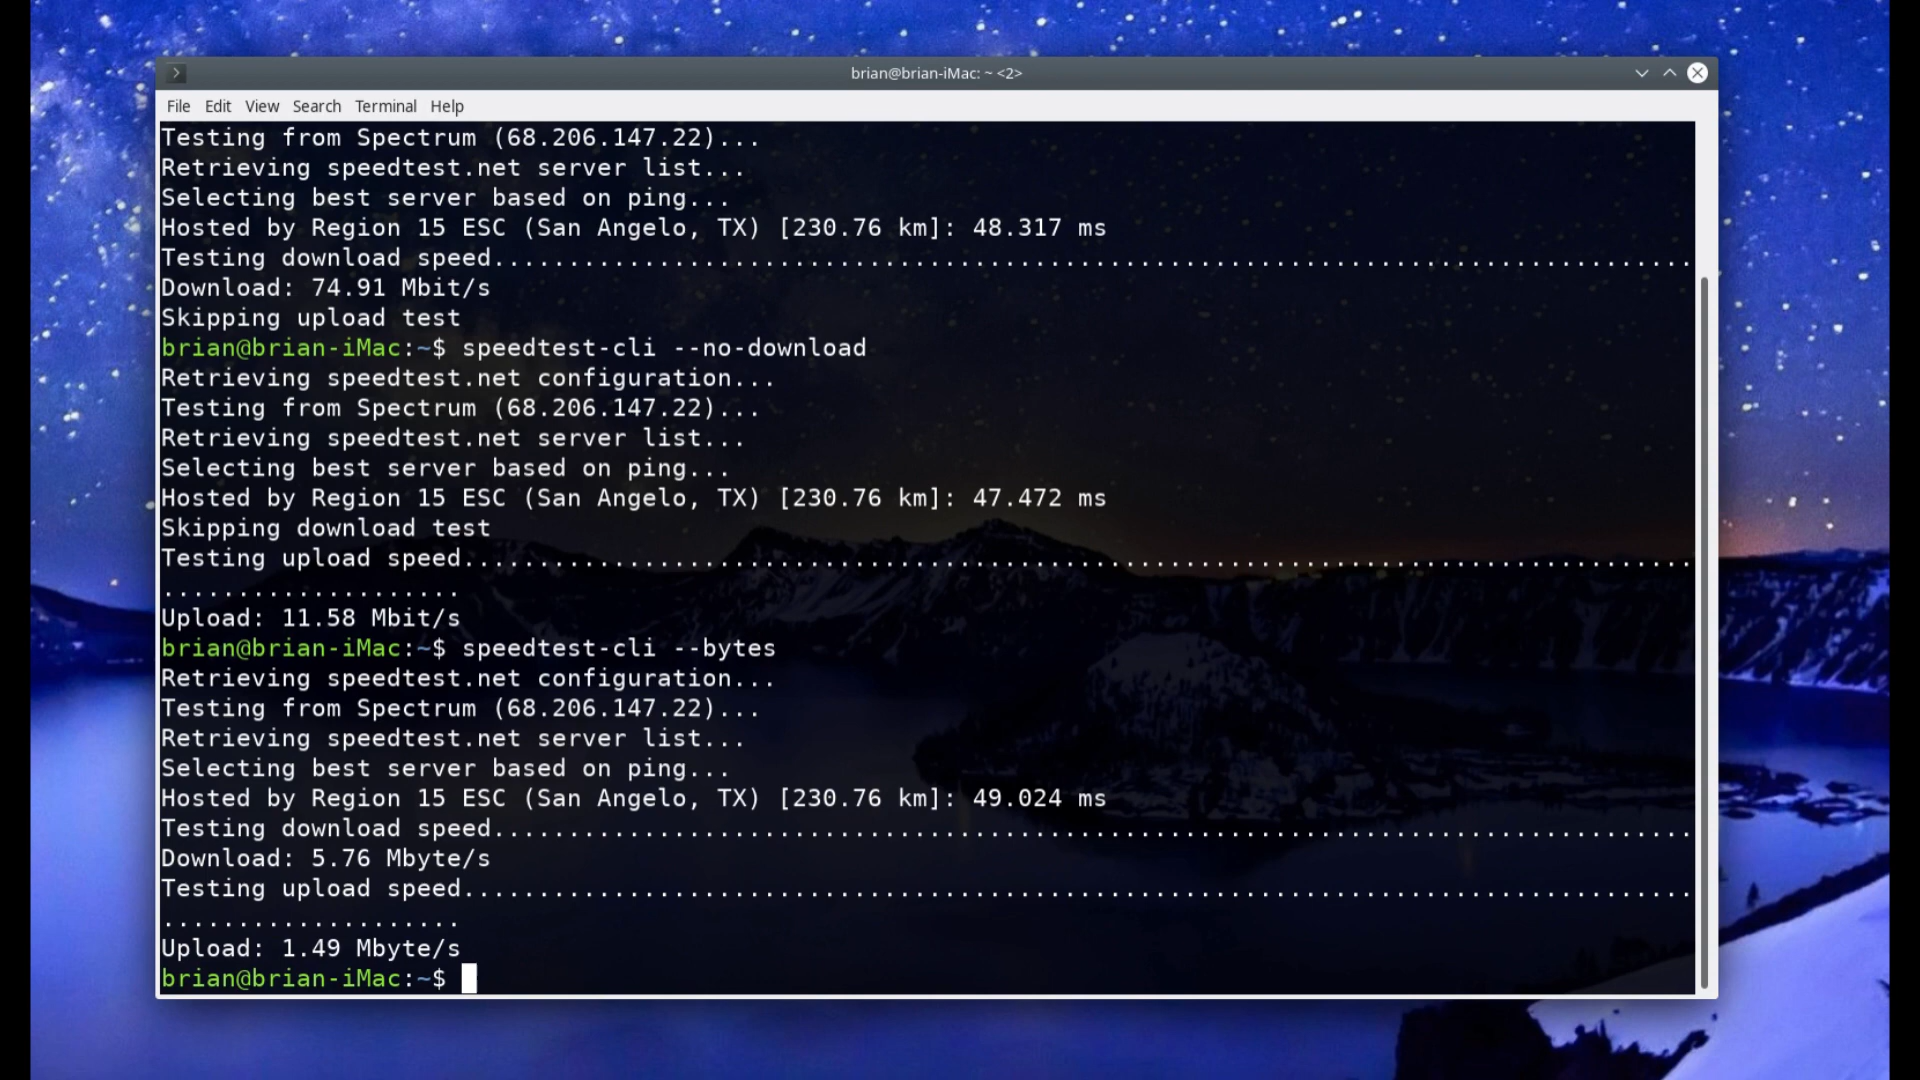 brian@brian-iMac: ~ <2>
File Edit View Search Terminal Help
Testing from Spectrum (68.206.147.22)...
Retrieving speedtest.net server list...
Selecting best server based on ping...
Hosted by Region 15 ESC (San Angelo, TX) [230.76 km]: 48.317 ms
Testing download speed................................................................................
Download: 74.91 Mbit/s
Skipping upload test
brian@brian-iMac:~$ speedtest-cli --no-download
Retrieving speedtest.net configuration...
Testing from Spectrum (68.206.147.22)...
Retrieving speedtest.net server list...
Selecting best server based on ping...
Hosted by Region 15 ESC (San Angelo, TX) [230.76 km]: 47.472 ms
Skipping download test
Testing upload speed..................................................................................
....................
Upload: 11.58 Mbit/s
brian@brian-iMac:~$ speedtest-cli --bytes
Retrieving speedtest.net configuration...
Testing from Spectrum (68.206.147.22)...
Retrieving speedtest.net server list...
Selecting best server based on ping...
Hosted by Region 15 ESC (San Angelo, TX) [230.76 km]: 49.024 ms
Testing download speed................................................................................
Download: 5.76 Mbyte/s
Testing upload speed..................................................................................
....................
Upload: 1.49 Mbyte/s
brian@brian-iMac:~$